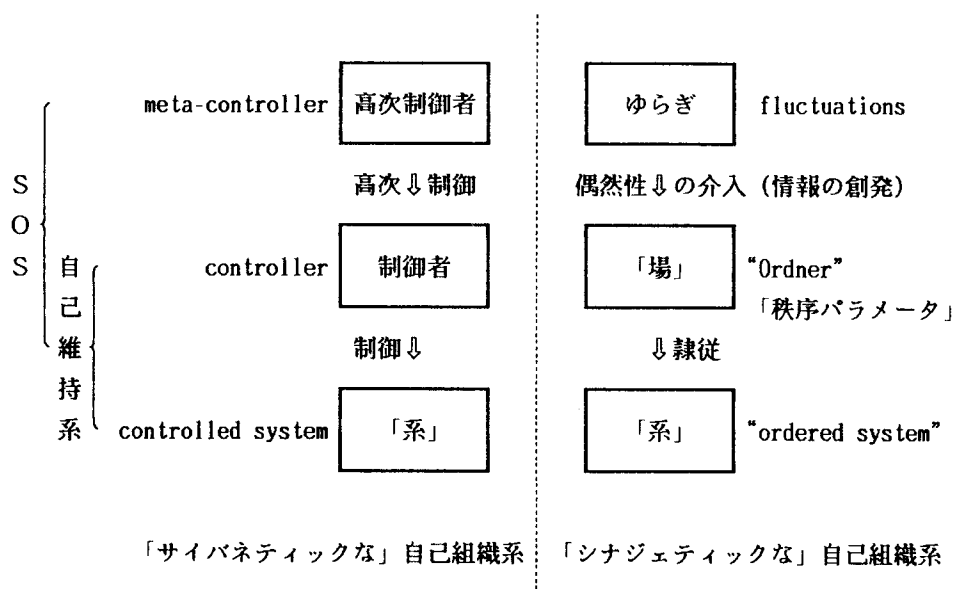 meta-controller 高次制御者 ゆらぎ fluctuations
高次⇩制御 偶然性⇩の介入（情報の創発）
SOS
自己維持系
controller 制御者 「場」 “Ordner”
「秩序パラメータ」
制御⇩ ⇩隷従
controlled system 「系」 「系」 “ordered system”
「サイバネティックな」自己組織系 「シナジェティックな」自己組織系